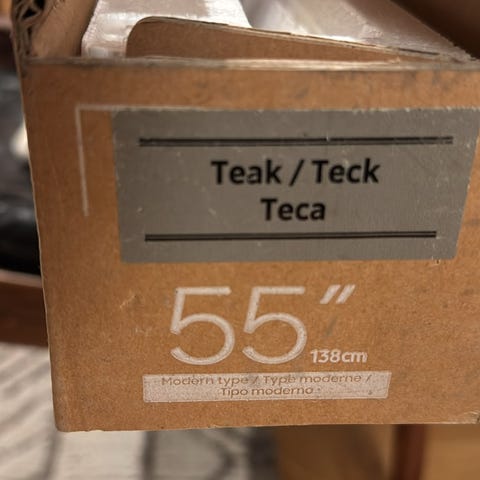 Teak / Teck
Teca
55"
138cm
Modern type / Type moderne /
Tipo moderno